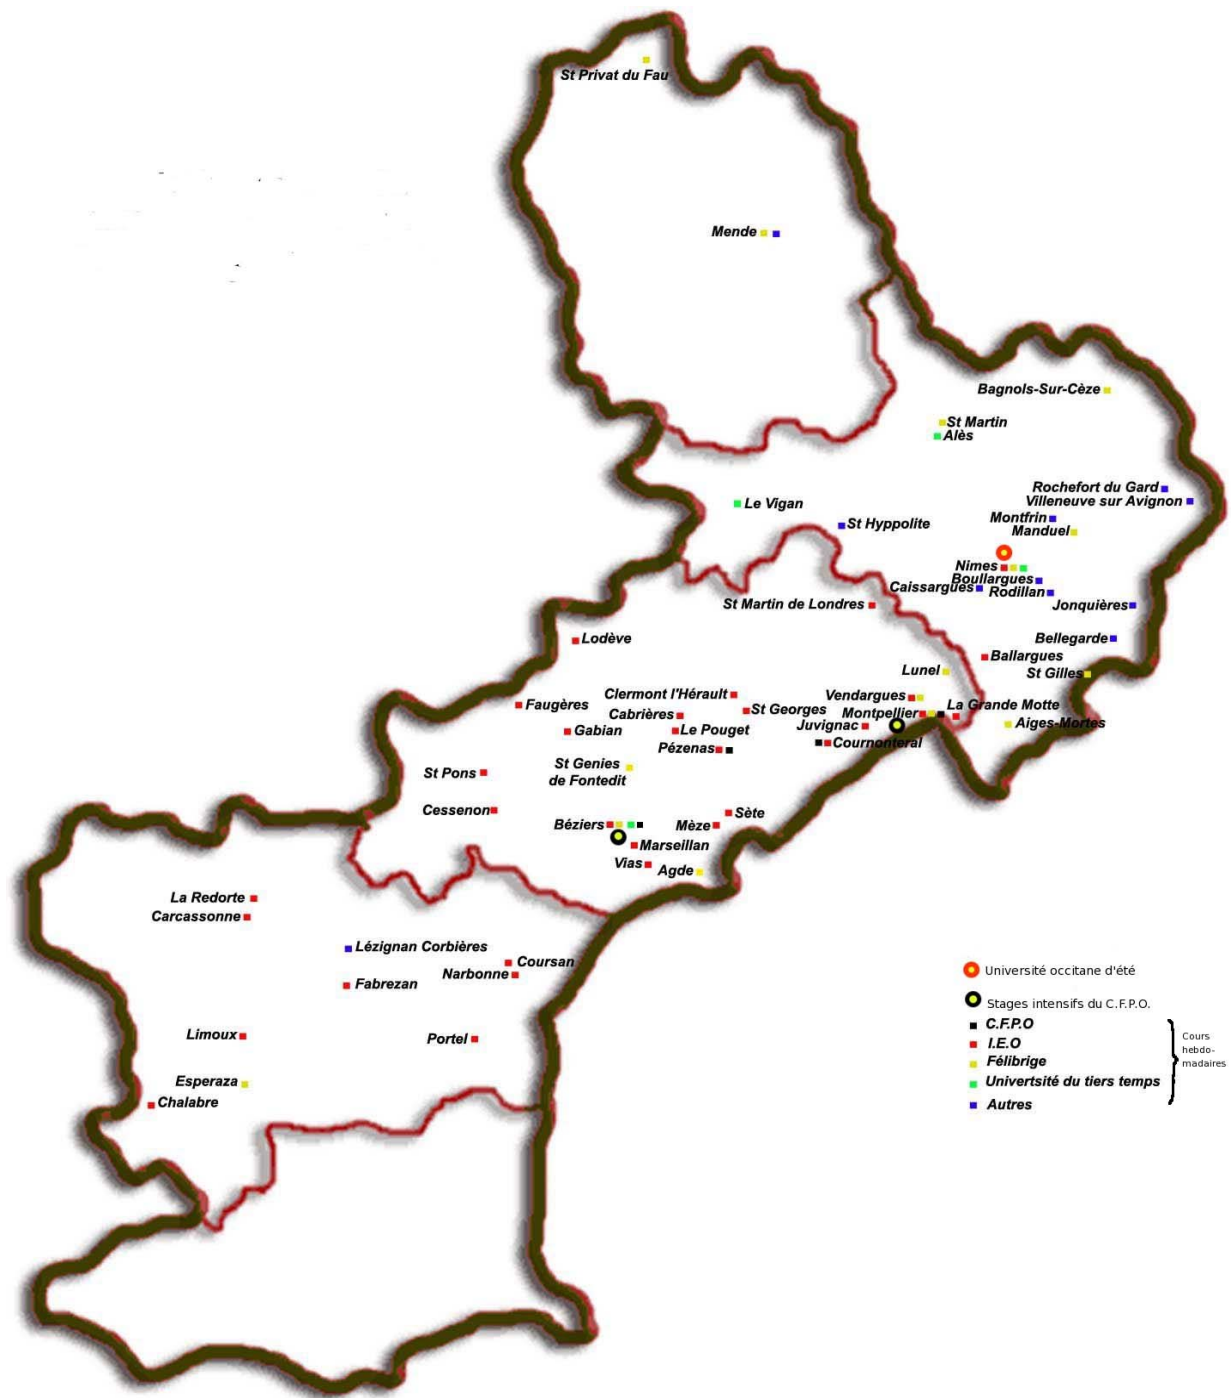 St Privat du Fau
Mende
Bagnols-Sur-Cèze
St Martin
Alès
Rochefort du Gard
Le Vigan
Villeneuve sur Avignon
Montfrin
St Hyppolite
Manduel
Nimes
Boullargues
Caissargues
Rodillan
St Martin de Londres
Jonquières
Lodève
Bellegarde
Ballargues
Lunel
St Gilles
Clermont l'Hérault
Vendargues
Faugères
La Grande Motte
Cabrières
St Georges
Montpellier
Gabian
Le Pouget
Juvignac
Aiges-Mortes
Pézenas
Cournonteral
St Genies
de Fontedit
St Pons
Cessenon
Sète
Béziers
Mèze
Marseillan
Vias
Agde
La Redorte
Carcassonne
Lézignan Corbières
Coursan
Narbonne
Fabrezan
Limoux
Portel
Esperaza
Chalabre
Université occitane d'été
Stages intensifs du C.F.P.O.
C.F.P.O
I.E.O
Félibrige
Univertsité du tiers temps
Autres
Cours
hebdo-
madaires